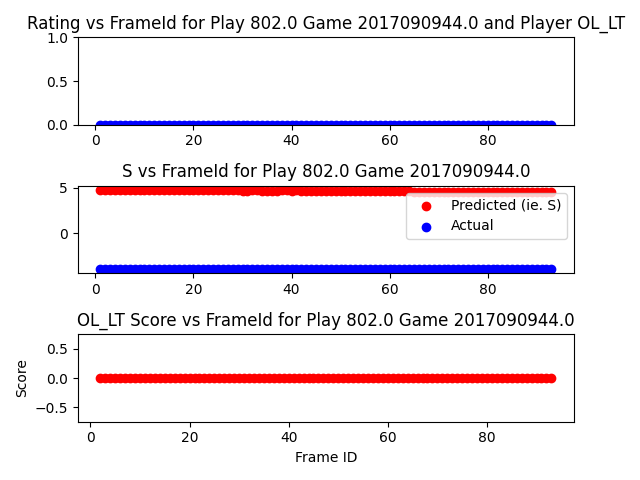 Rating vs FrameId for Play 802.0 Game 2017090944.0 and Player OL_LT
1.0
0.5
0.0
0 20 40 60 80
S vs FrameId for Play 802.0 Game 2017090944.0
5
0
Predicted (ie. S)
Actual
0 20 40 60 80
OL_LT Score vs FrameId for Play 802.0 Game 2017090944.0
Score
0.5
0.0
−0.5
0 20 40 60 80
Frame ID